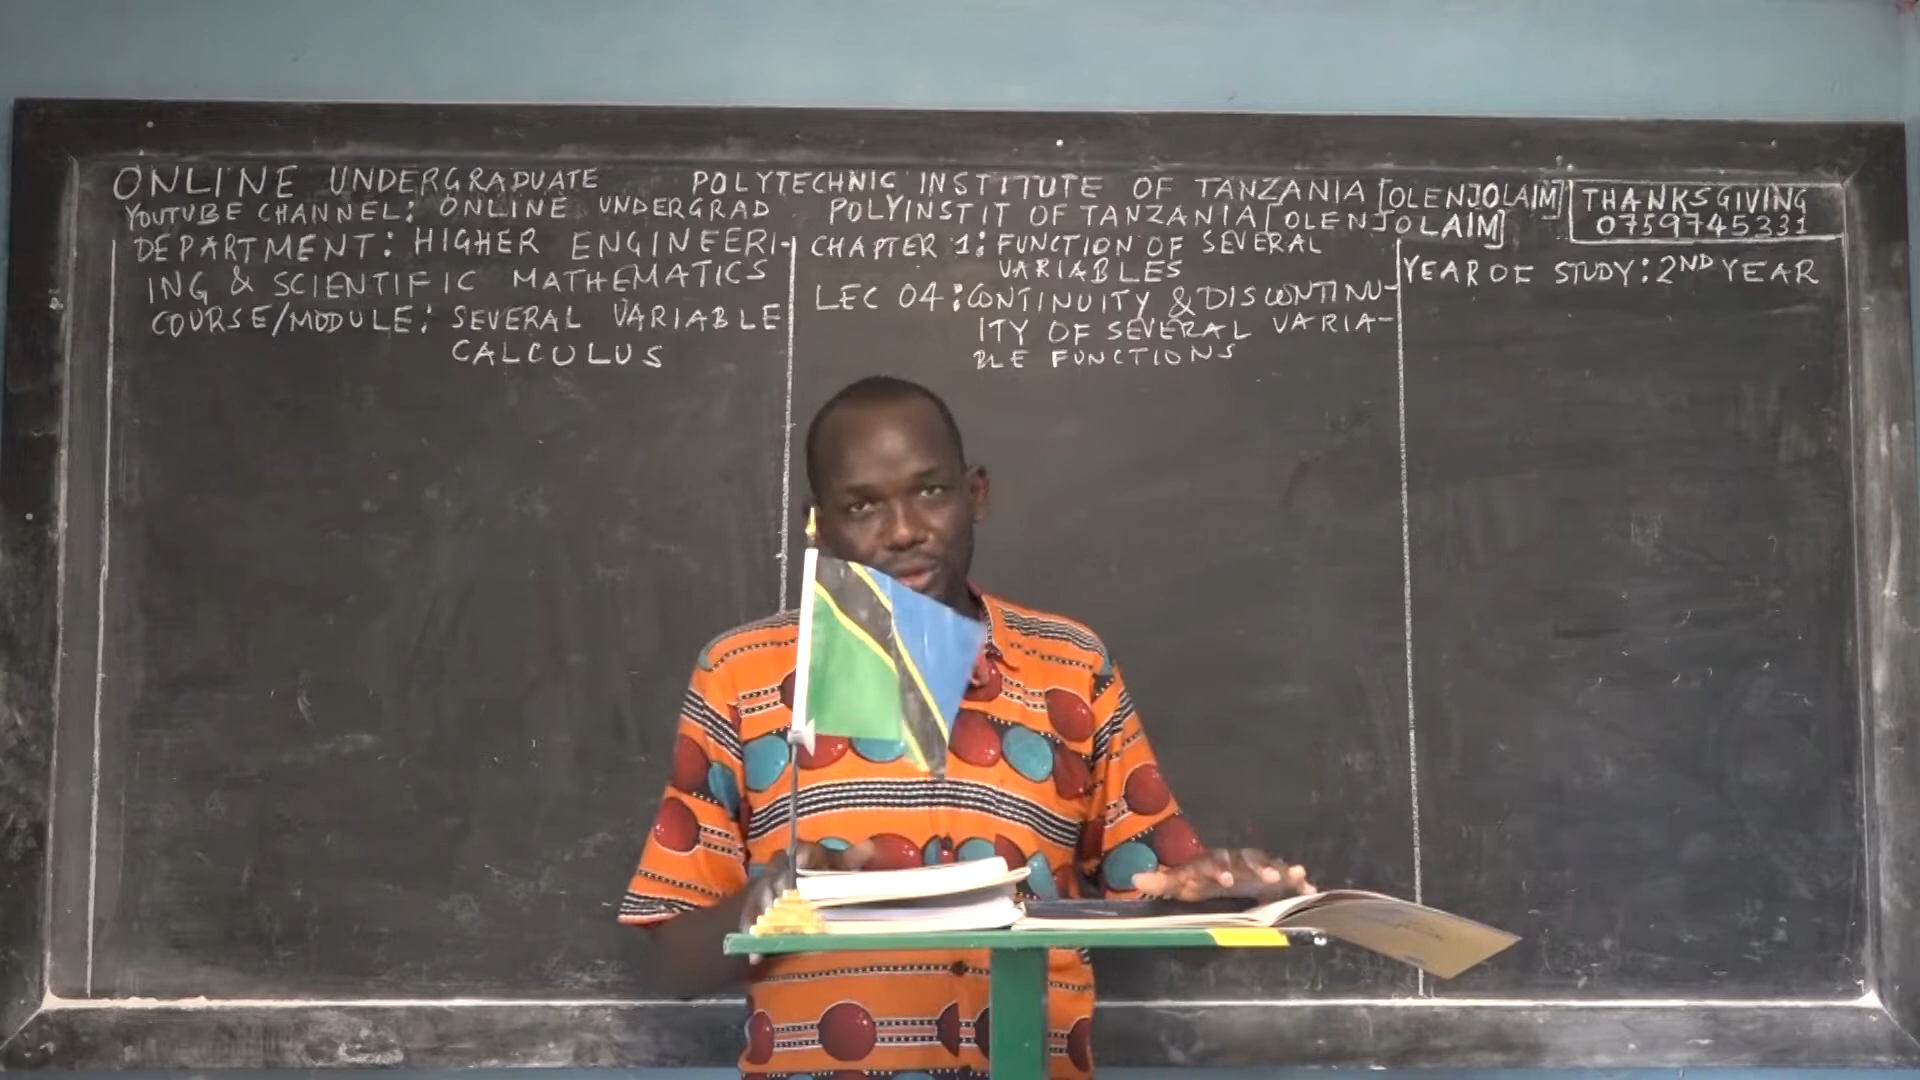 ONLINE UNDERGRADUATE POLYTECHNIC INSTITUTE OF TANZANIA [OLENJOLAIM]
YOUTUBE CHANNEL: ONLINE UNDERGRAD POLYINSTIT OF TANZANIA [OLENJOLAIM]
THANKSGIVING
0759745331
DEPARTMENT: HIGHER ENGINEERI-
ING & SCIENTIFIC MATHEMATICS
COURSE/MODULE: SEVERAL VARIABLE
CALCULUS
CHAPTER 1: FUNCTION OF SEVERAL
VARIABLES
LEC 04: CONTINUITY & DISCONTINU-
ITY OF SEVERAL VARIA-
BLE FUNCTIONS
YEAR OF STUDY: 2ND YEAR